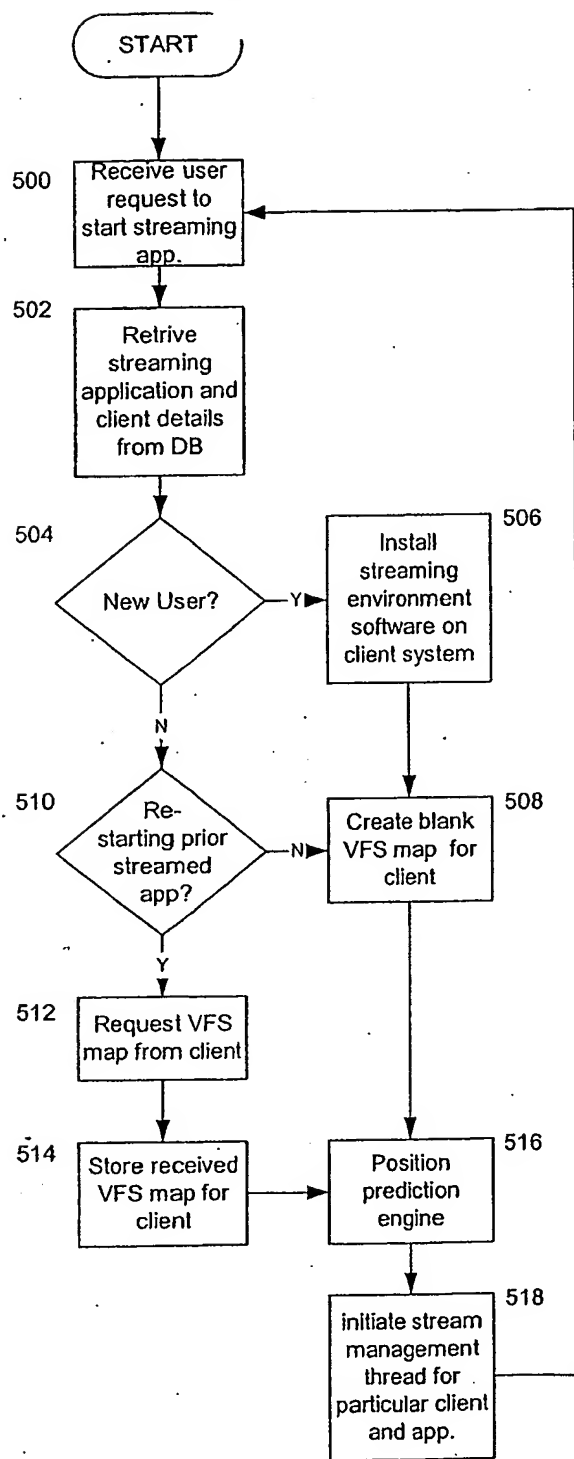 START
500
Receive user
request to
start streaming
app.
502
Retrive
streaming
application and
client details
from DB
504
New User?
Y
506
Install
streaming
environment
software on
client system
N
510
Re-
starting prior
streamed
app?
N
508
Create blank
VFS map for
client
Y
512
Request VFS
map from client
514
Store received
VFS map for
client
516
Position
prediction
engine
518
initiate stream
management
thread for
particular client
and app.